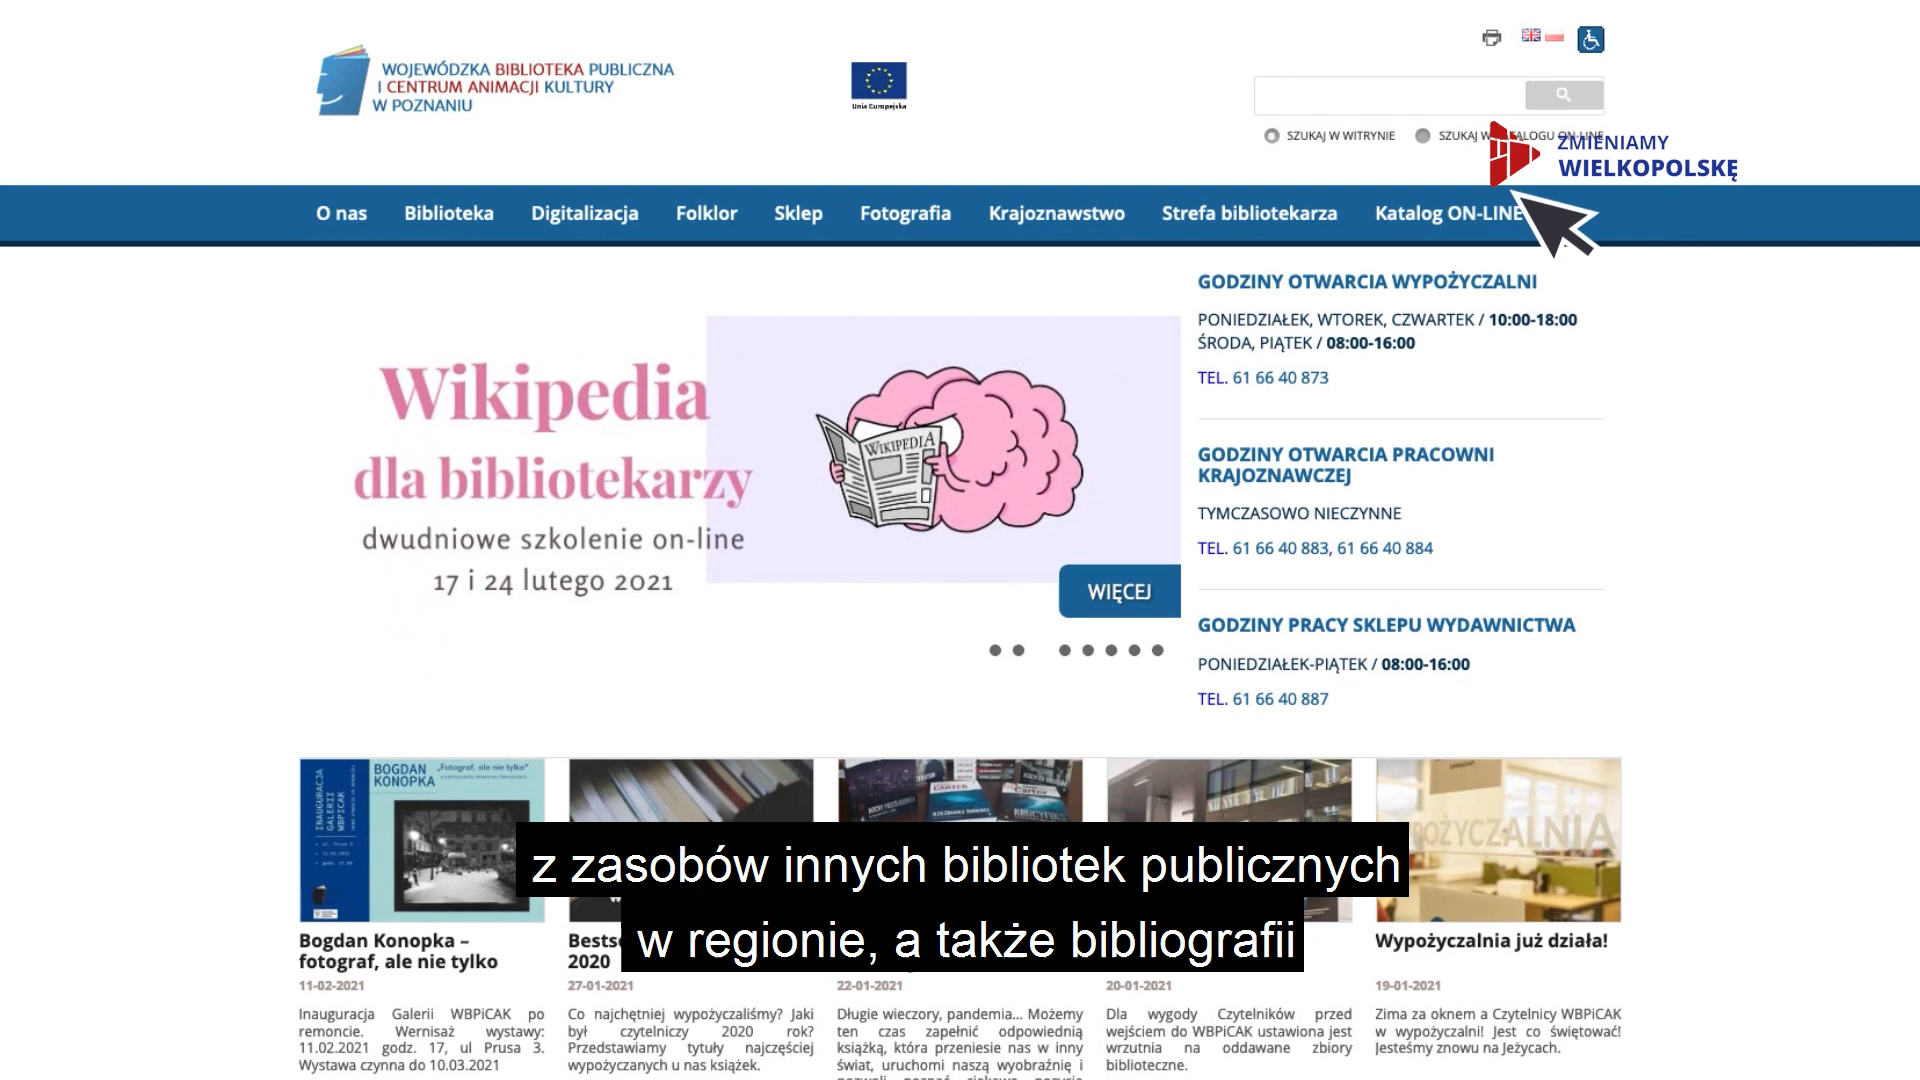 WOJEWÓDZKA BIBLIOTEKA PUBLICZNA
I CENTRUM ANIMACJI KULTURY
W POZNANIU
Unia Europejska
SZUKAJ W WITRYNIE
SZUKAJ W
ON-LINE
ZMIENIAMY
WIELKOPOLSKĘ
O nas
Biblioteka
Digitalizacja
Folklor
Sklep
Fotografia
Krajoznawstwo
Strefa bibliotekarza
Katalog ON-LINE
Wikipedia
dla bibliotekarzy
dwudniowe szkolenie on-line
17 i 24 lutego 2021
WIKIPEDIA
WIĘCEJ
GODZINY OTWARCIA WYPOŻYCZALNI
PONIEDZIAŁEK, WTOREK, CZWARTEK / 10:00-18:00
ŚRODA, PIĄTEK / 08:00-16:00
TEL. 61 66 40 873
GODZINY OTWARCIA PRACOWNI
KRAJOZNAWCZEJ
TYMCZASOWO NIECZYNNE
TEL. 61 66 40 883, 61 66 40 884
GODZINY PRACY SKLEPU WYDAWNICTWA
PONIEDZIAŁEK-PIĄTEK / 08:00-16:00
TEL. 61 66 40 887
INAUGURACJA
GALERII
WBPICAK
BOGDAN
KONOPKA
„Fotograf, ale nie tylko”
CARTER
z zasobów innych bibliotek publicznych
w regionie, a także bibliografii
Bogdan Konopka –
fotograf, ale nie tylko
11-02-2021
Inauguracja Galerii WBPiCAK po
remoncie. Wernisaż wystawy:
11.02.2021 godz. 17, ul Prusa 3.
Wystawa czynna do 10.03.2021
2020
27-01-2021
Co najchętniej wypożyczaliśmy? Jaki
był czytelniczy 2020 rok?
Przedstawiamy tytuły najczęściej
wypożyczanych u nas książek.
22-01-2021
Długie wieczory, pandemia... Możemy
ten czas zapełnić odpowiednią
książką, która przeniesie nas w inny
świat, uruchomi naszą wyobraźnię i
20-01-2021
Dla wygody Czytelników przed
wejściem do WBPiCAK ustawiona jest
wrzutnia na oddawane zbiory
biblioteczne.
Wypożyczalnia już działa!
19-01-2021
Zima za oknem a Czytelnicy WBPiCAK
w wypożyczalni! Jest co świętować!
Jesteśmy znowu na Jeżycach.